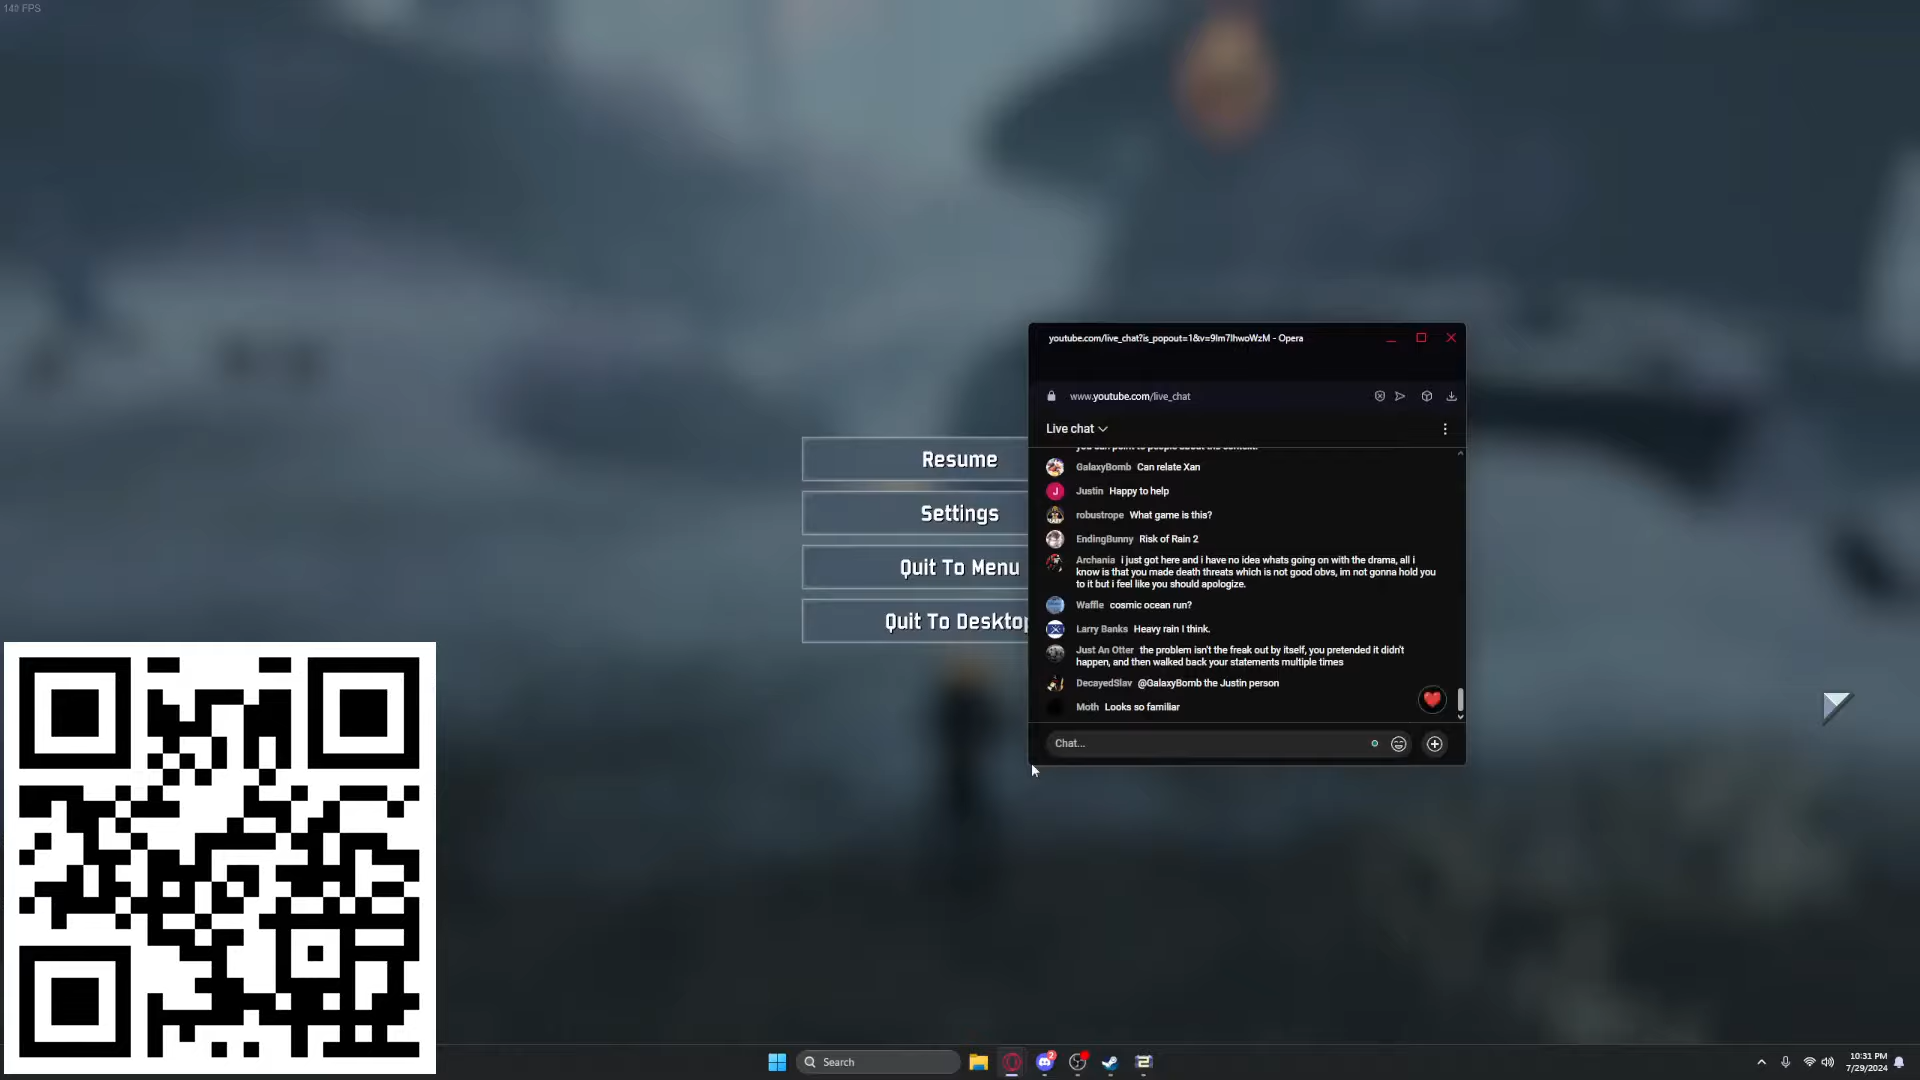 140 FPS
youtube.com/live_chat?is_popout=1&v=9lm7lhwoWzM - Opera
www.youtube.com/live_chat
Live chat
GalaxyBomb Can relate Xan
Justin Happy to help
robustrope What game is this?
EndingBunny Risk of Rain 2
Archania i just got here and i have no idea whats going on with the drama, all i
know is that you made death threats which is not good obvs, im not gonna hold you
to it but i feel like you should apologize.
Waffle cosmic ocean run?
Larry Banks Heavy rain I think.
Just An Otter the problem isn't the freak out by itself, you pretended it didn't
happen, and then walked back your statements multiple times
DecayedSlav @GalaxyBomb the Justin person
Moth Looks so familiar
Chat...
Resume
Settings
Quit To Menu
Quit To Desktop
Search
10:31 PM
7/29/2024